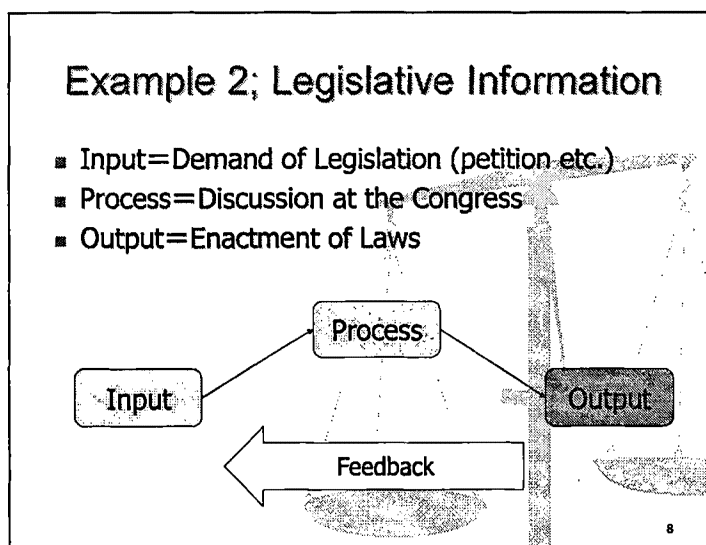 Example 2; Legislative Information
■ Input=Demand of Legislation (petition etc.)
■ Process=Discussion at the Congress
■ Output=Enactment of Laws
Process
Input
Output
Feedback
8